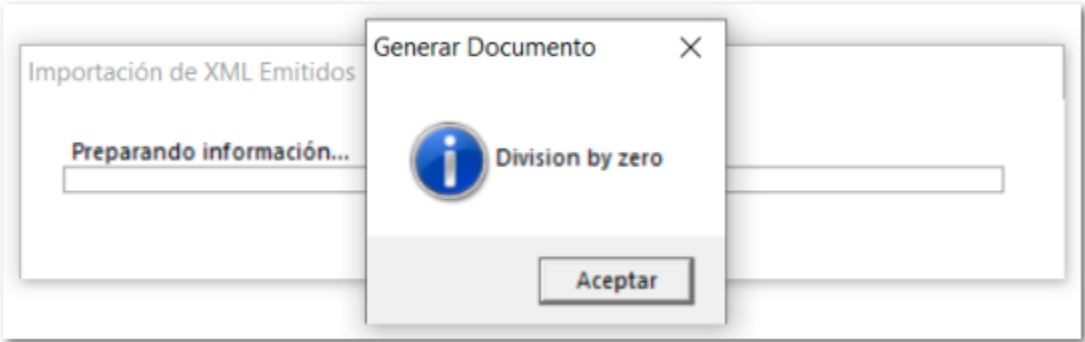 Generar Documento
Importación de XML Emitidos
Preparando información...
Division by zero
Aceptar